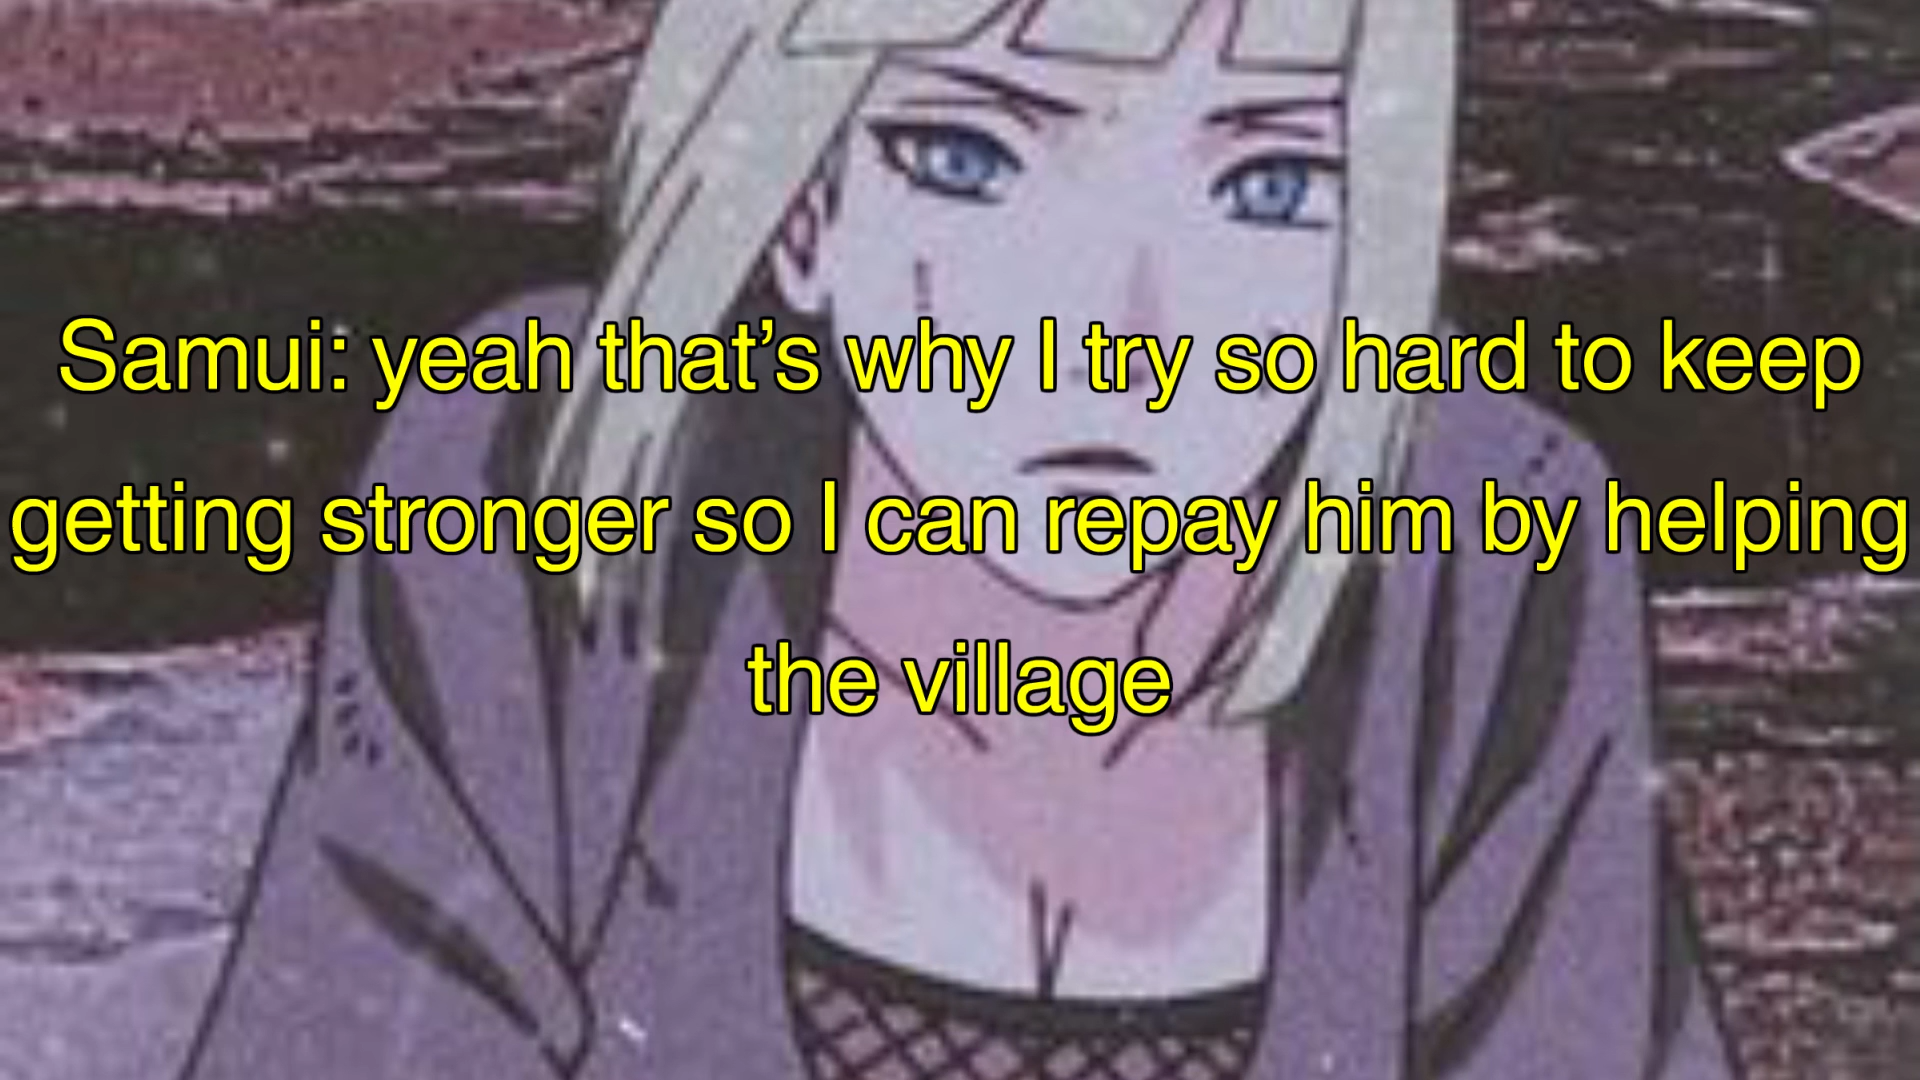 Samui: yeah that’s why I try so hard to keep
getting stronger so I can repay him by helping
the village